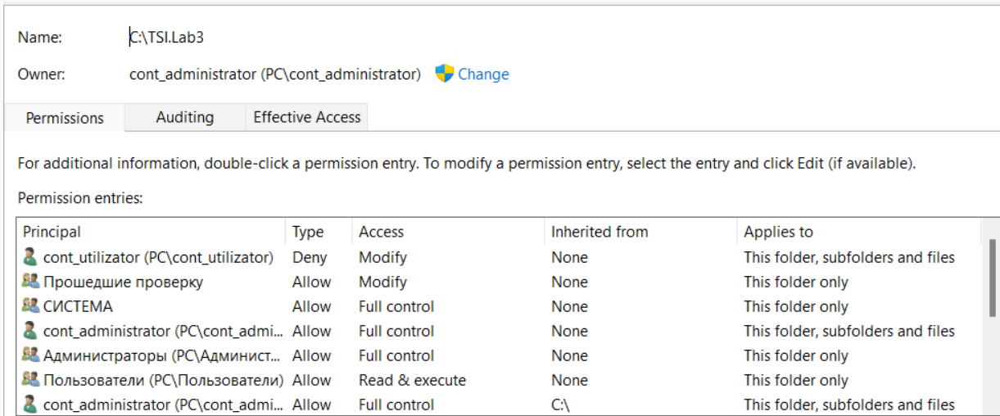 Name: C:\TSI.Lab3
Owner: cont_administrator (PC\cont_administrator) Change
Permissions Auditing Effective Access
For additional information, double-click a permission entry. To modify a permission entry, select the entry and click Edit (if available).
Permission entries:
Principal Type Access Inherited from Applies to
cont_utilizator (PC\cont_utilizator) Deny Modify None This folder, subfolders and files
Прошедшие проверку Allow Modify None This folder only
СИСТЕМА Allow Full control None This folder only
cont_administrator (PC\cont_admi... Allow Full control None This folder, subfolders and files
Администраторы (PC\Админист... Allow Full control None This folder only
Пользователи (PC\Пользователи) Allow Read & execute None This folder only
cont_administrator (PC\cont_admi... Allow Full control C:\ This folder, subfolders and files